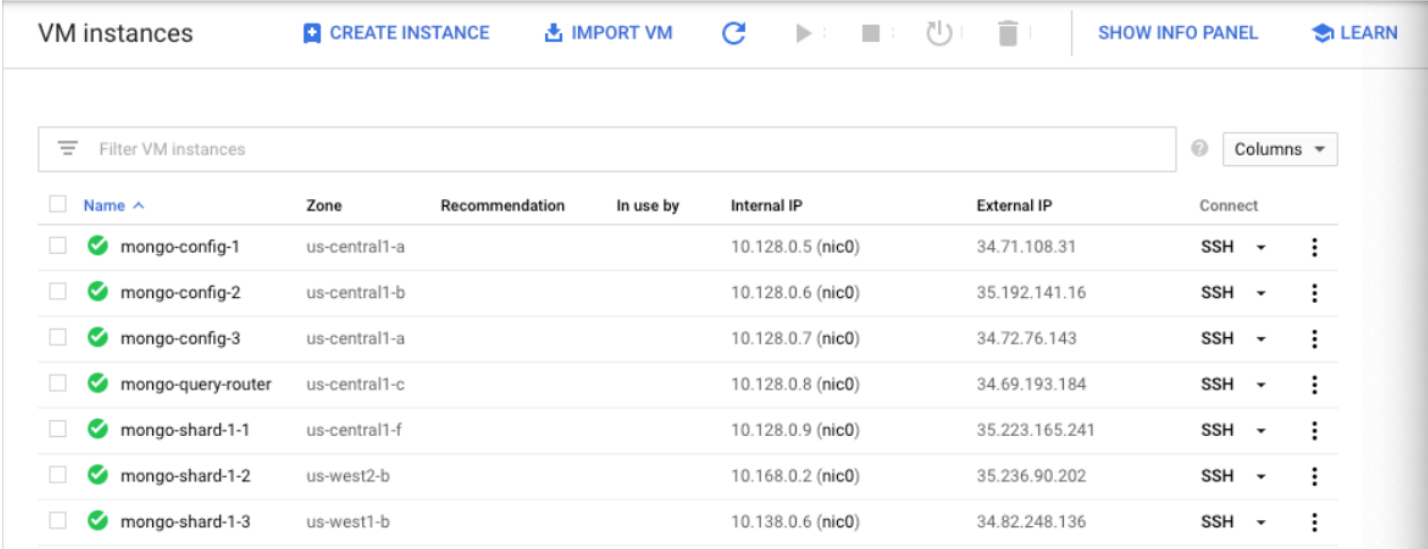 VM instances CREATE INSTANCE IMPORT VM SHOW INFO PANEL LEARN
Filter VM instances Columns
Name Zone Recommendation In use by Internal IP External IP Connect
mongo-config-1 us-central1-a 10.128.0.5 (nic0) 34.71.108.31 SSH
mongo-config-2 us-central1-b 10.128.0.6 (nic0) 35.192.141.16 SSH
mongo-config-3 us-central1-a 10.128.0.7 (nic0) 34.72.76.143 SSH
mongo-query-router us-central1-c 10.128.0.8 (nic0) 34.69.193.184 SSH
mongo-shard-1-1 us-central1-f 10.128.0.9 (nic0) 35.223.165.241 SSH
mongo-shard-1-2 us-west2-b 10.168.0.2 (nic0) 35.236.90.202 SSH
mongo-shard-1-3 us-west1-b 10.138.0.6 (nic0) 34.82.248.136 SSH